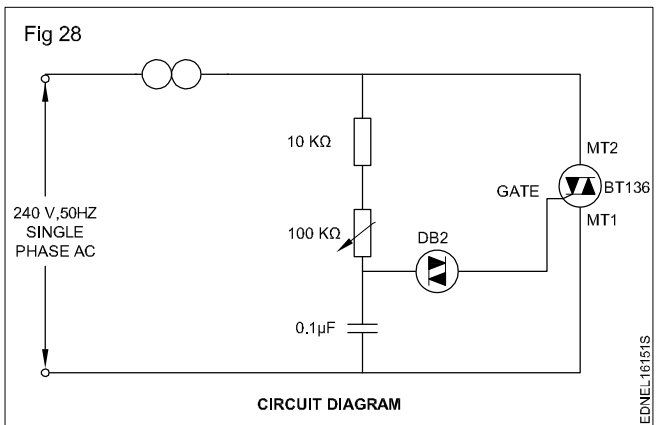 Fig 28
10 KΩ
MT2
GATE
BT136
MT1
240 V,50HZ
SINGLE
PHASE AC
100 KΩ
DB2
0.1µF
CIRCUIT DIAGRAM
EDNEL16151S